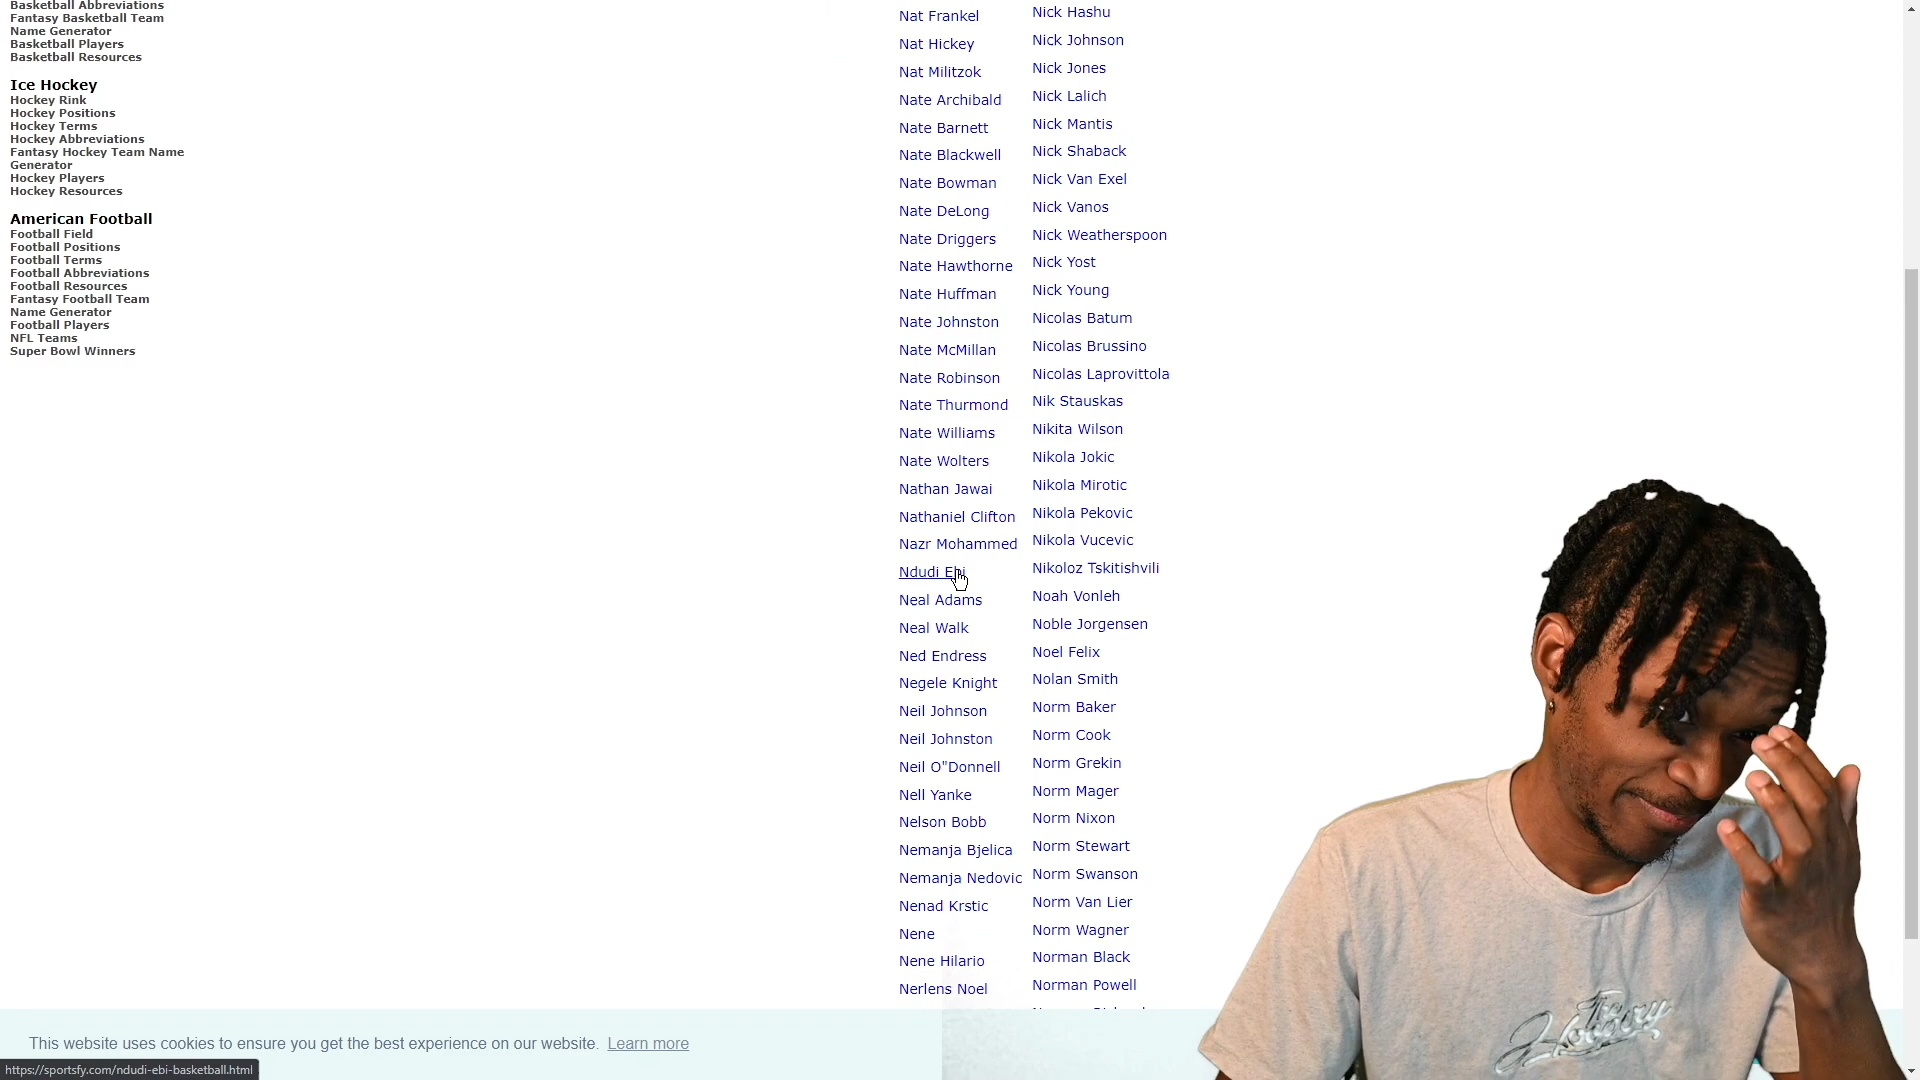 Basketball Abbreviations
Fantasy Basketball Team
Name Generator
Basketball Players
Basketball Resources
Ice Hockey
Hockey Rink
Hockey Positions
Hockey Terms
Hockey Abbreviations
Fantasy Hockey Team Name
Generator
Hockey Players
Hockey Resources
American Football
Football Field
Football Positions
Football Terms
Football Abbreviations
Football Resources
Fantasy Football Team
Name Generator
Football Players
NFL Teams
Super Bowl Winners
Nat Frankel
Nat Hickey
Nat Militzok
Nate Archibald
Nate Barnett
Nate Blackwell
Nate Bowman
Nate DeLong
Nate Driggers
Nate Hawthorne
Nate Huffman
Nate Johnston
Nate McMillan
Nate Robinson
Nate Thurmond
Nate Williams
Nate Wolters
Nathan Jawai
Nathaniel Clifton
Nazr Mohammed
Ndudi Ebi
Neal Adams
Neal Walk
Ned Endress
Negele Knight
Neil Johnson
Neil Johnston
Neil O"Donnell
Nell Yanke
Nelson Bobb
Nemanja Bjelica
Nemanja Nedovic
Nenad Krstic
Nene
Nene Hilario
Nerlens Noel
Nick Hashu
Nick Johnson
Nick Jones
Nick Lalich
Nick Mantis
Nick Shaback
Nick Van Exel
Nick Vanos
Nick Weatherspoon
Nick Yost
Nick Young
Nicolas Batum
Nicolas Brussino
Nicolas Laprovittola
Nik Stauskas
Nikita Wilson
Nikola Jokic
Nikola Mirotic
Nikola Pekovic
Nikola Vucevic
Nikoloz Tskitishvili
Noah Vonleh
Noble Jorgensen
Noel Felix
Nolan Smith
Norm Baker
Norm Cook
Norm Grekin
Norm Mager
Norm Nixon
Norm Stewart
Norm Swanson
Norm Van Lier
Norm Wagner
Norman Black
Norman Powell
This website uses cookies to ensure you get the best experience on our website. Learn more
https://sportsfy.com/ndudi-ebi-basketball.html